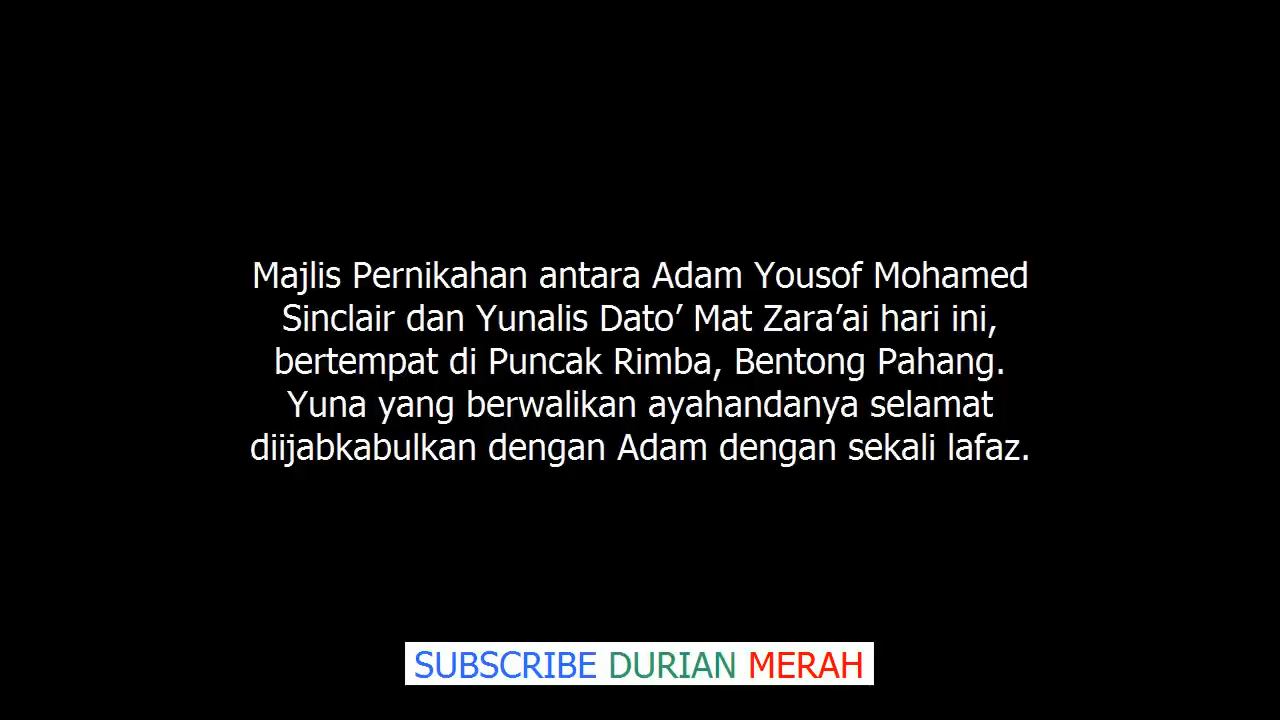 Majlis Pernikahan antara Adam Yousof Mohamed
Sinclair dan Yunalis Dato’ Mat Zara’ai hari ini,
bertempat di Puncak Rimba, Bentong Pahang.
Yuna yang berwalikan ayahandanya selamat
diijabkabulkan dengan Adam dengan sekali lafaz.
SUBSCRIBE DURIAN MERAH